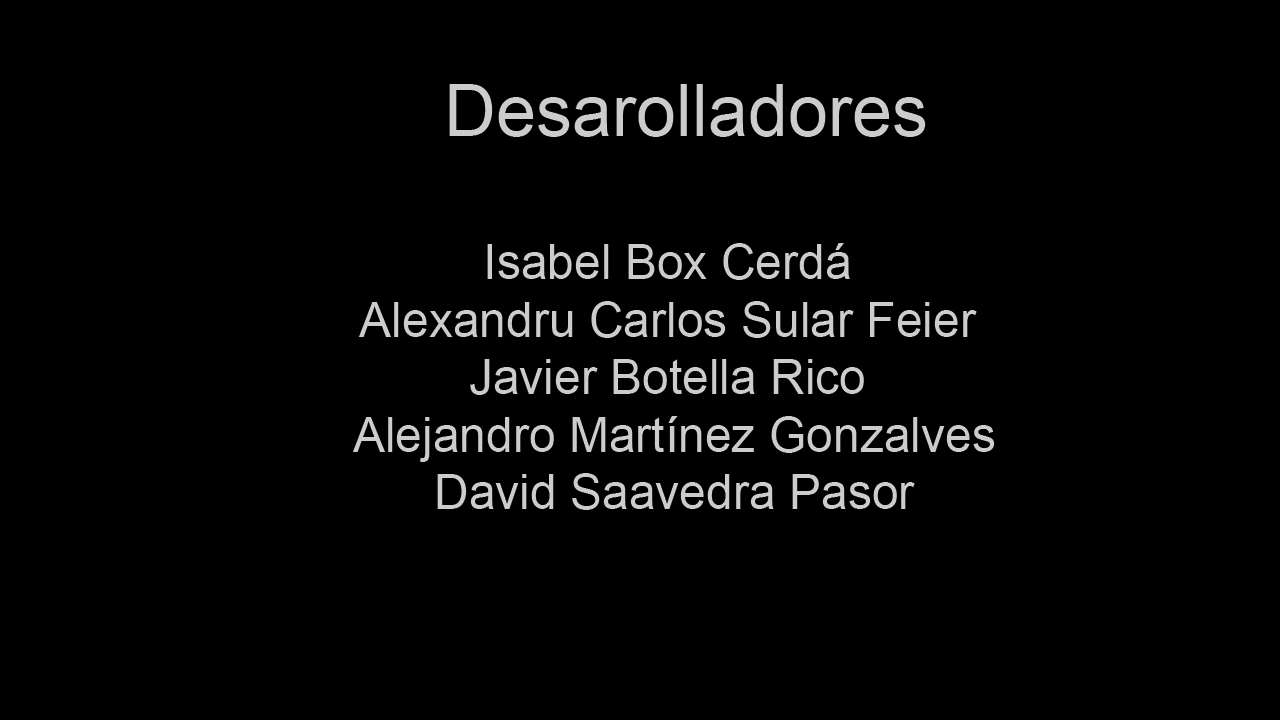 Desarolladores
Isabel Box Cerdá
Alexandru Carlos Sular Feier
Javier Botella Rico
Alejandro Martínez Gonzalves
David Saavedra Pasor